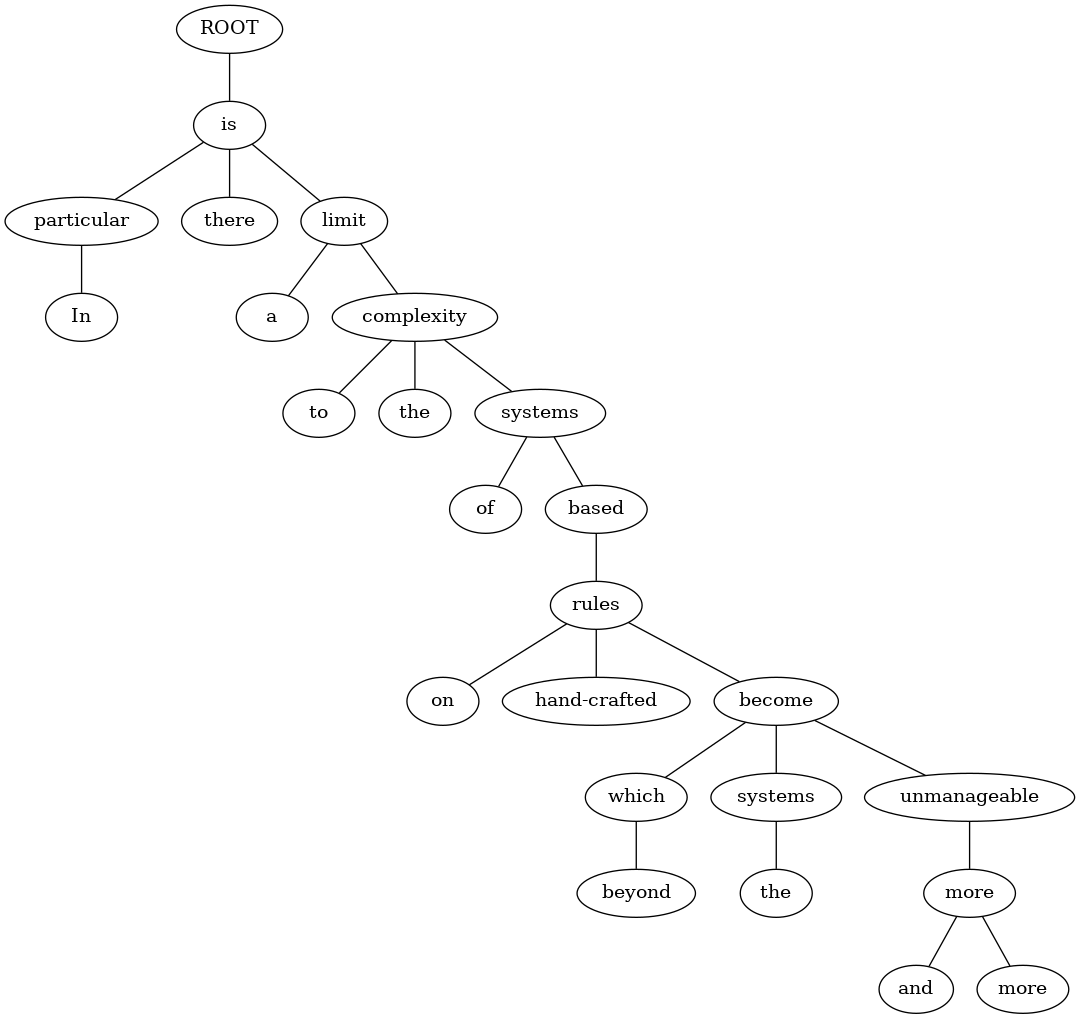 ROOT
is
particular there limit
In a complexity
to the systems
of based
rules
on hand-crafted become
which systems unmanageable
beyond the more
and more